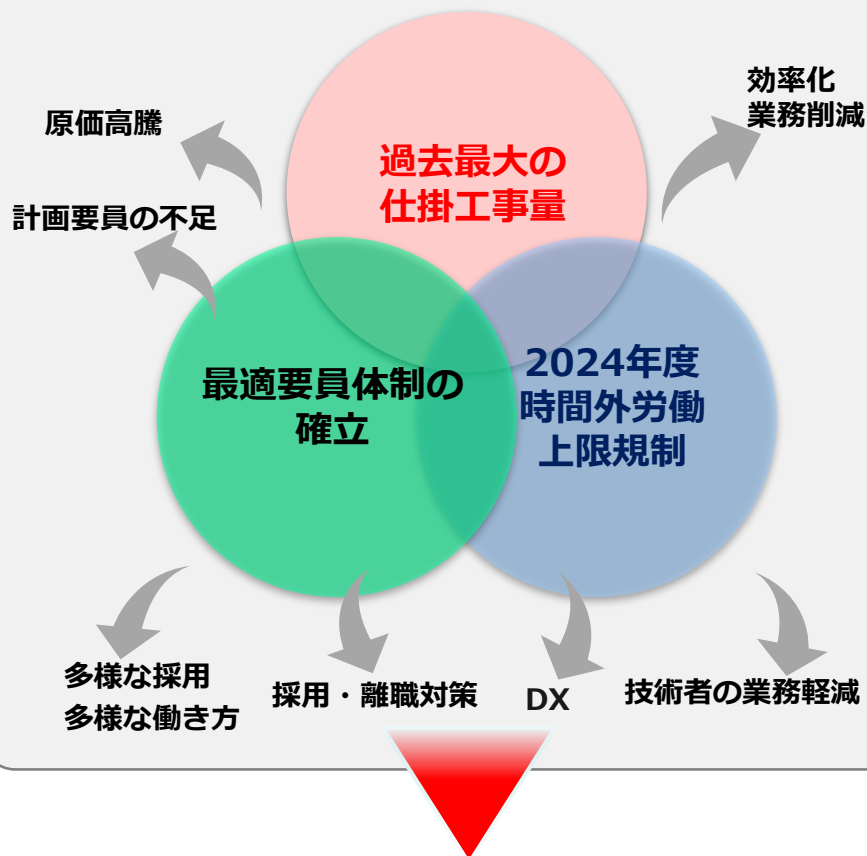 効率化
業務削減
原価高騰
過去最大の
仕掛工事量
計画要員の不足
最適要員体制の
確立
2024年度
時間外労働
上限規制
多様な採用
多様な働き方
採用・離職対策
DX
技術者の業務軽減